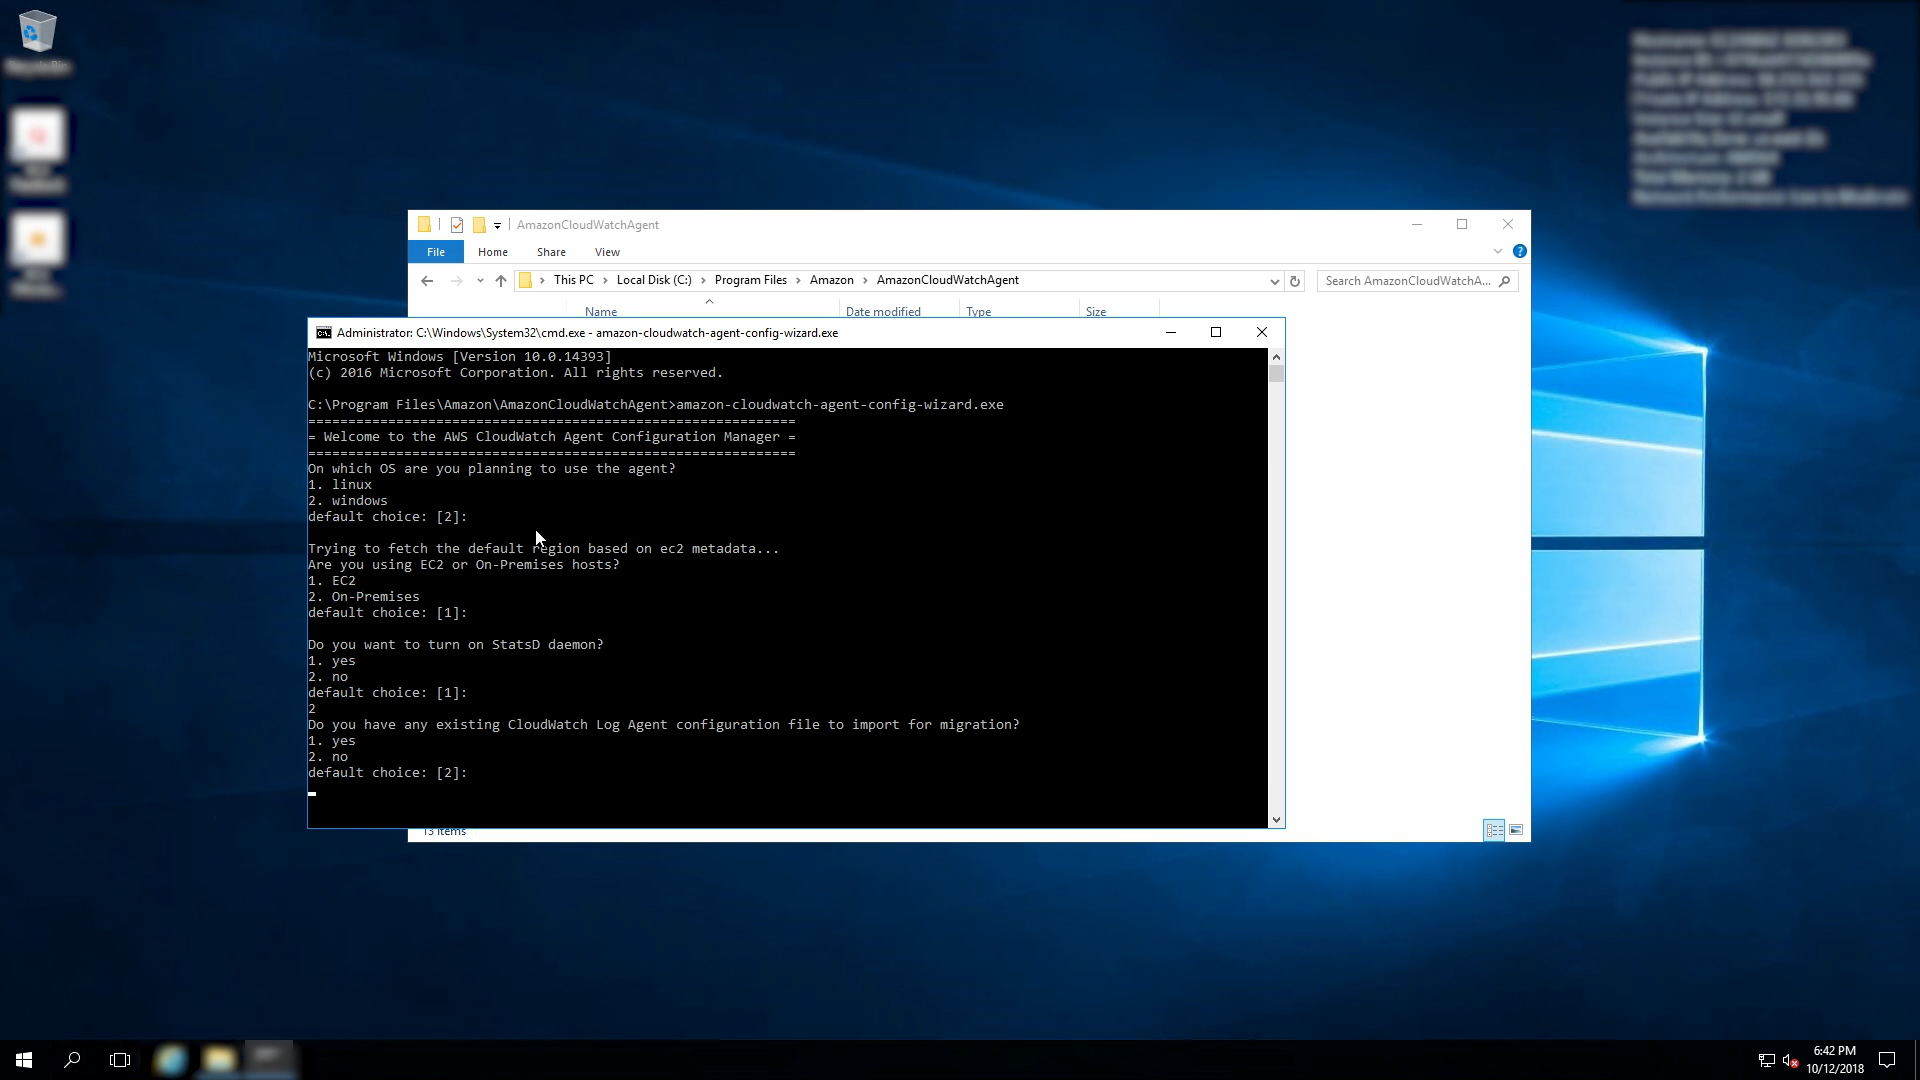 AmazonCloudWatchAgent
File Home Share View
This PC Local Disk (C:) Program Files Amazon AmazonCloudWatchAgent
Search AmazonCloudWatchA...
Name Date modified Type Size
Administrator: C:\Windows\System32\cmd.exe - amazon-cloudwatch-agent-config-wizard.exe
Microsoft Windows [Version 10.0.14393]
(c) 2016 Microsoft Corporation. All rights reserved.
C:\Program Files\Amazon\AmazonCloudWatchAgent>amazon-cloudwatch-agent-config-wizard.exe
=============================================================
= Welcome to the AWS CloudWatch Agent Configuration Manager =
=============================================================
On which OS are you planning to use the agent?
1. linux
2. windows
default choice: [2]:
Trying to fetch the default region based on ec2 metadata...
Are you using EC2 or On-Premises hosts?
1. EC2
2. On-Premises
default choice: [1]:
Do you want to turn on StatsD daemon?
1. yes
2. no
default choice: [1]:
2
Do you have any existing CloudWatch Log Agent configuration file to import for migration?
1. yes
2. no
default choice: [2]:
13 items
6:42 PM
10/12/2018